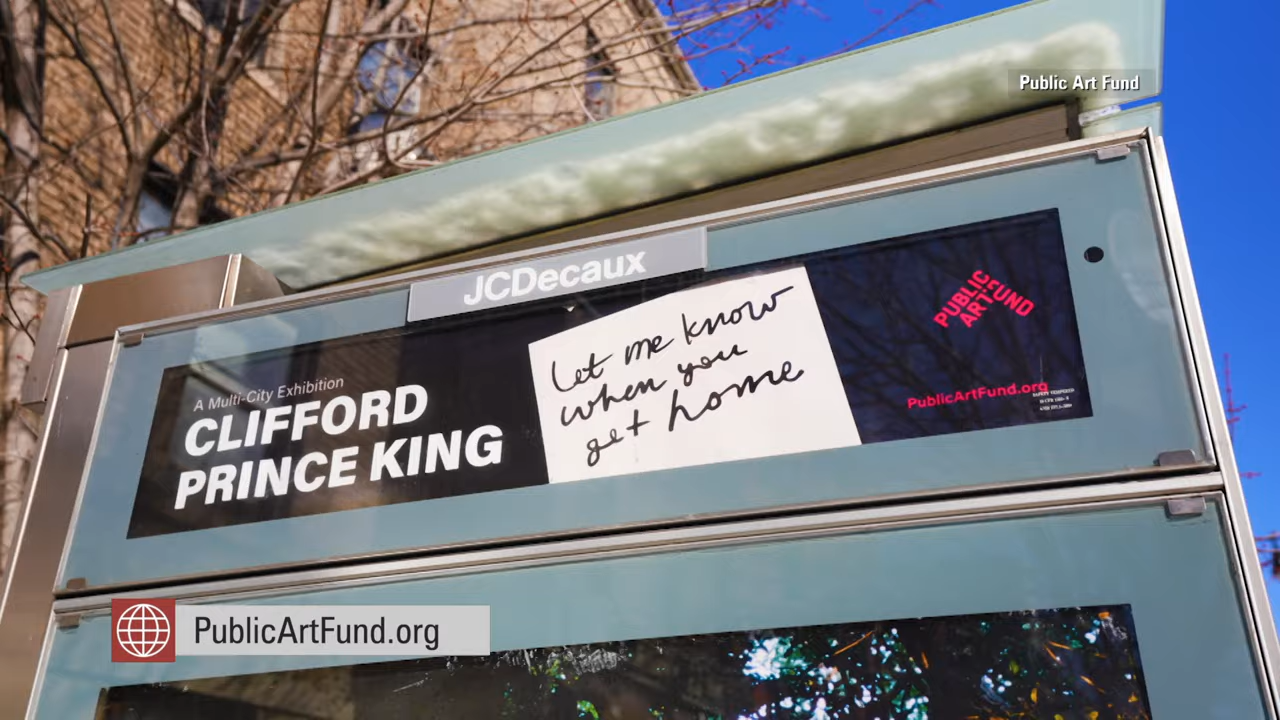 Public Art Fund
JCDecaux
A Multi-City Exhibition
CLIFFORD
PRINCE KING
Let me know
when you
get home
PUBLIC
ART FUND
PublicArtFund.org
PublicArtFund.org